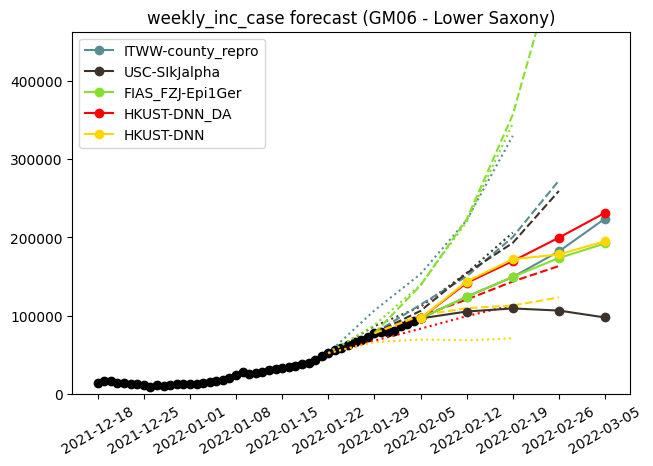 weekly_inc_case forecast (GM06 - Lower Saxony)
ITWW-county_repro
USC-SIkJalpha
FIAS_FZJ-Epi1Ger
HKUST-DNN_DA
HKUST-DNN
400000
300000
200000
100000
0
2021-12-18
2021-12-25
2022-01-01
2022-01-08
2022-01-15
2022-01-22
2022-01-29
2022-02-05
2022-02-12
2022-02-19
2022-02-26
2022-03-05